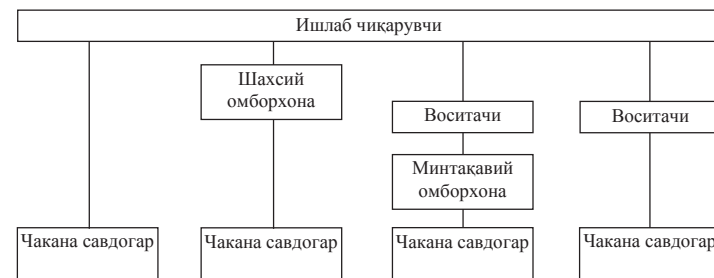 Ишлаб чиқарувчи
Шахсий
омборхона
Воситачи
Воситачи
Минтақавий
омборхона
Чакана савдогар
Чакана савдогар
Чакана савдогар
Чакана савдогар